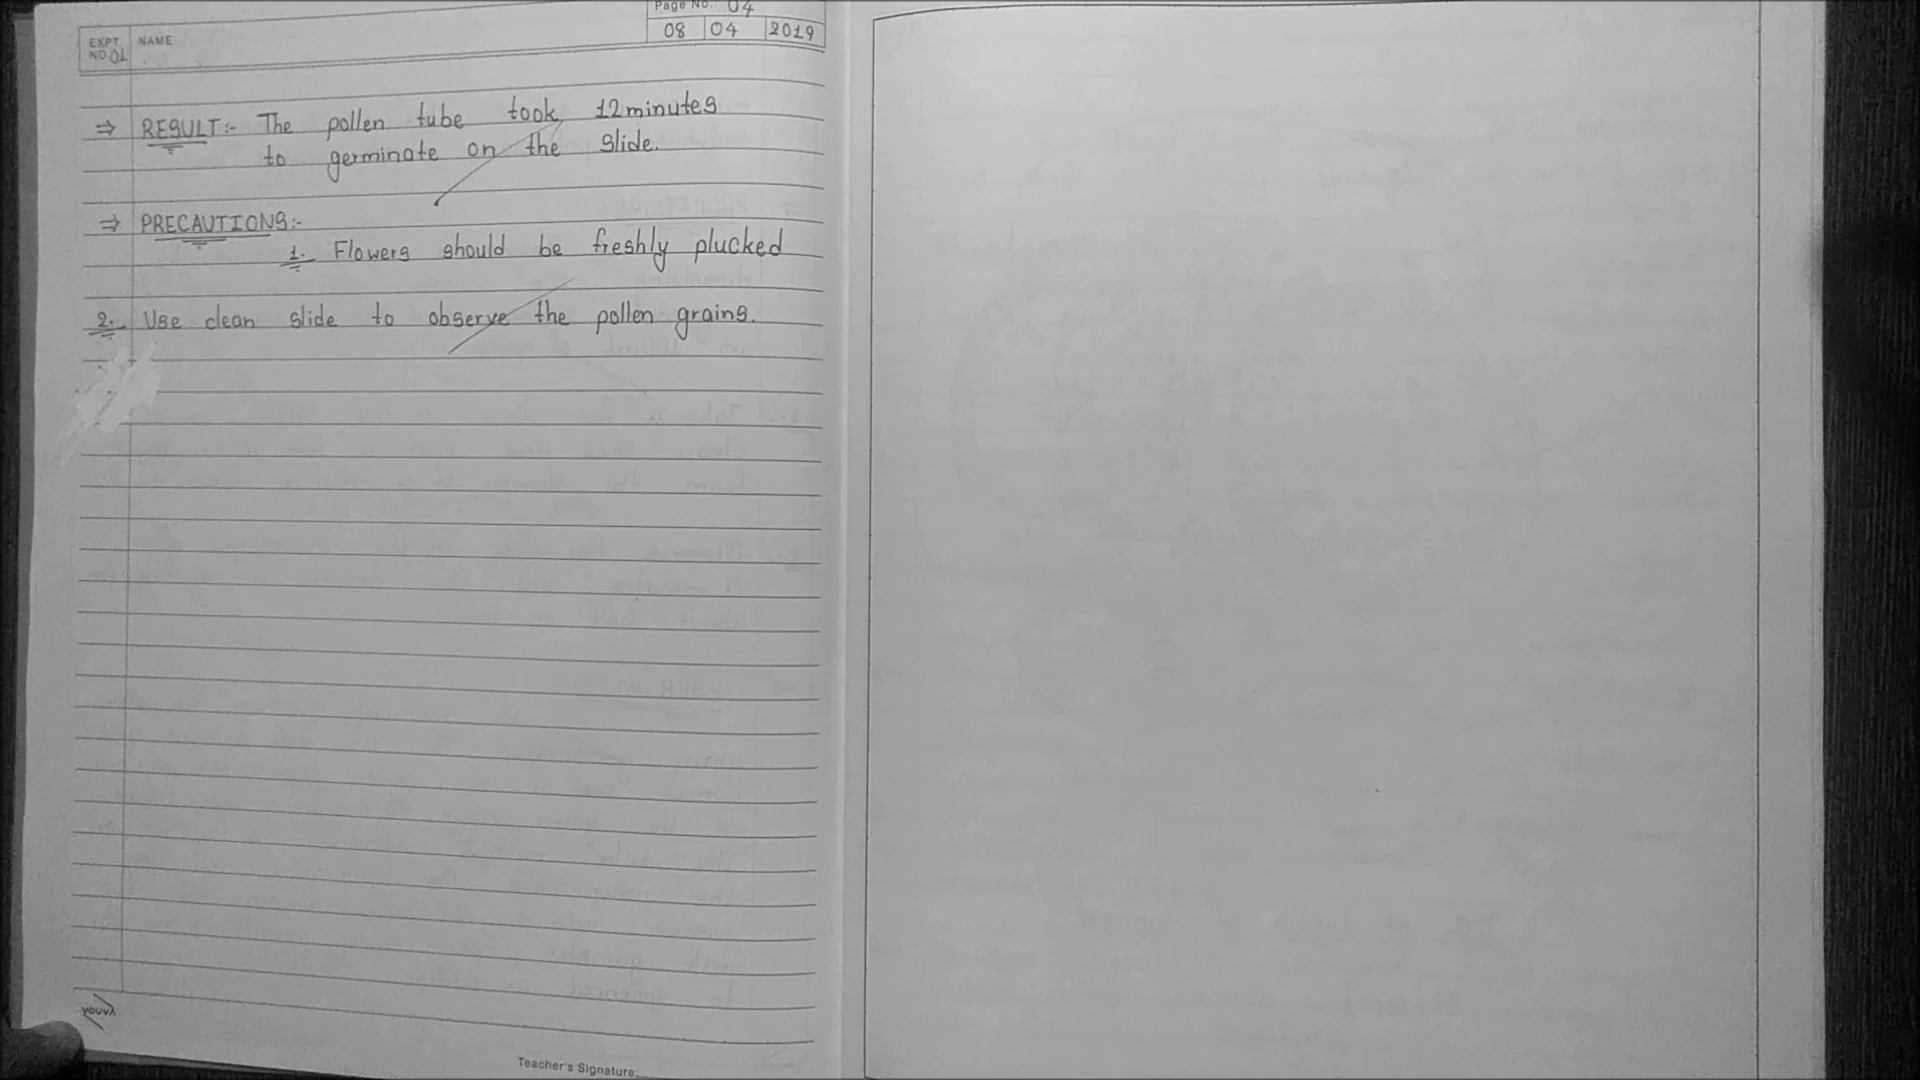 Page No.: 04
EXPT. NAME
NO. 01
08 04 2019
⇒ RESULT:- The pollen tube took 12 minutes
to germinate on the slide.
⇒ PRECAUTIONS:-
1. Flowers should be freshly plucked
2. Use clean slide to observe the pollen grains.
youva
Teacher's Signature